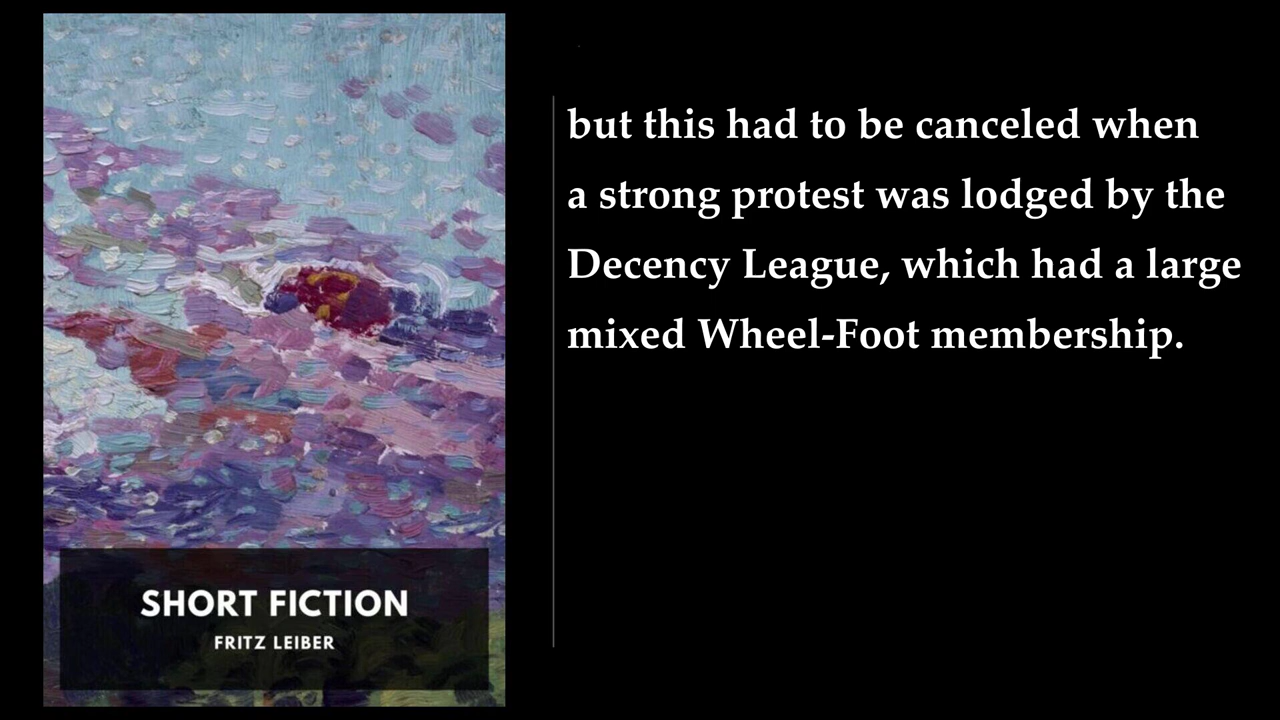 but this had to be canceled when
a strong protest was lodged by the
Decency League, which had a large
mixed Wheel-Foot membership.
SHORT FICTION
FRITZ LEIBER